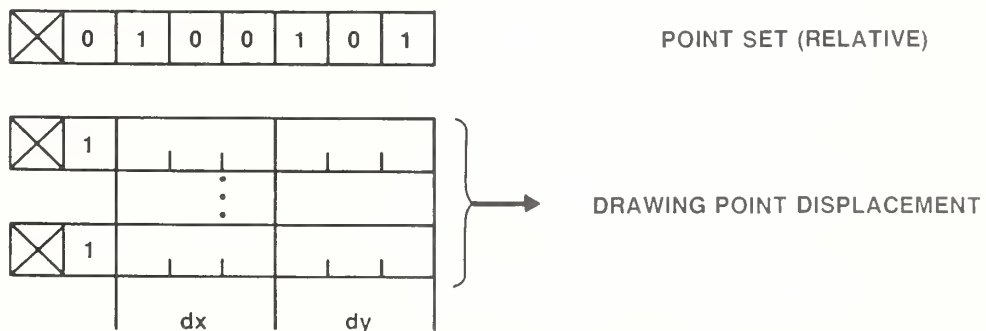 0 1 0 0 1 0 1 POINT SET (RELATIVE)
1
DRAWING POINT DISPLACEMENT
1
dx dy